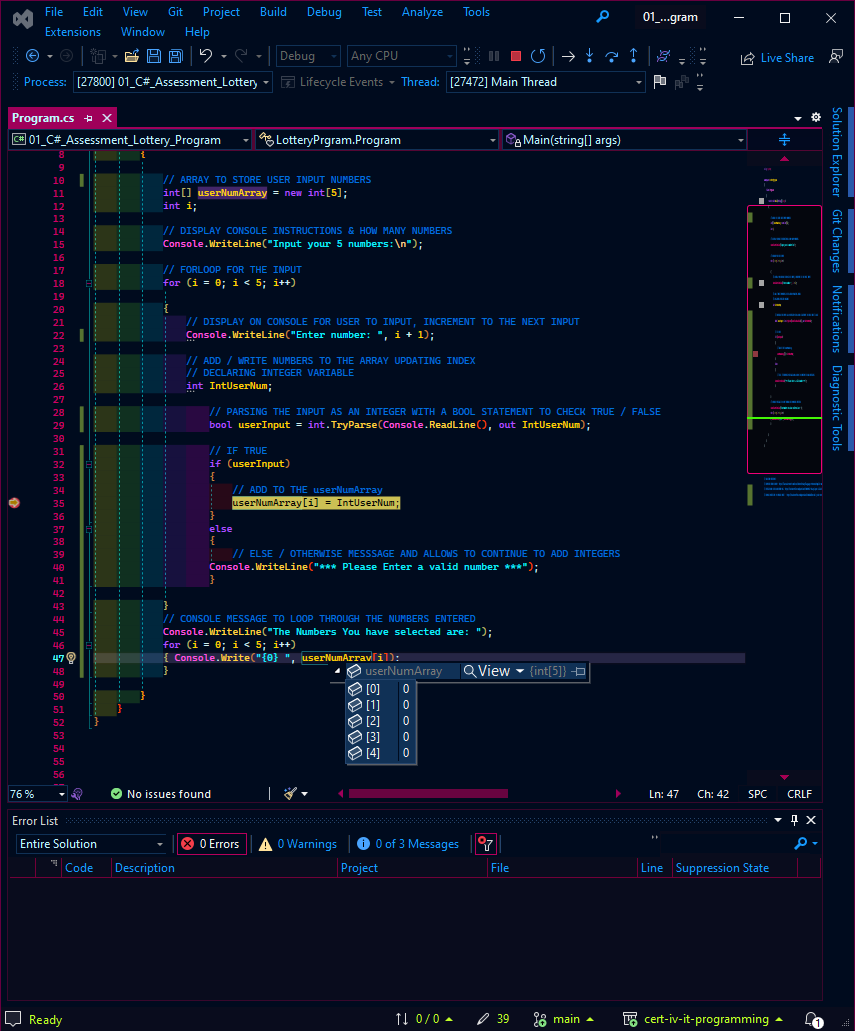 File Edit View Git Project Build Debug Test Analyze Tools
Extensions Window Help
01_...gram
Debug Any CPU
Live Share
Process: [27800] 01_C#_Assessment_Lottery Lifecycle Events Thread: [27472] Main Thread
Program.cs
C# 01_C#_Assessment_Lottery_Program LotteryPrgram.Program Main(string[] args)
8 {
9
10 // ARRAY TO STORE USER INPUT NUMBERS
11 int[] userNumArray = new int[5];
12 int i;
13
14 // DISPLAY CONSOLE INSTRUCTIONS & HOW MANY NUMBERS
15 Console.WriteLine("Input your 5 numbers:\n");
16
17 // FORLOOP FOR THE INPUT
18 for (i = 0; i < 5; i++)
19
20 {
21 // DISPLAY ON CONSOLE FOR USER TO INPUT, INCREMENT TO THE NEXT INPUT
22 Console.WriteLine("Enter number: ", i + 1);
23
24 // ADD / WRITE NUMBERS TO THE ARRAY UPDATING INDEX
25 // DECLARING INTEGER VARIABLE
26 int IntUserNum;
27
28 // PARSING THE INPUT AS AN INTEGER WITH A BOOL STATEMENT TO CHECK TRUE / FALSE
29 bool userInput = int.TryParse(Console.ReadLine(), out IntUserNum);
30
31 // IF TRUE
32 if (userInput)
33 {
34 // ADD TO THE userNumArray
35 userNumArray[i] = IntUserNum;
36 }
37 else
38 {
39 // ELSE / OTHERWISE MESSSAGE AND ALLOWS TO CONTINUE TO ADD INTEGERS
40 Console.WriteLine("*** Please Enter a valid number ***");
41 }
42
43 }
44 // CONSOLE MESSAGE TO LOOP THROUGH THE NUMBERS ENTERED
45 Console.WriteLine("The Numbers You have selected are: ");
46 for (i = 0; i < 5; i++)
47 { Console.Write("{0} ", userNumArray[i]);
48 }
49
50 }
51 }
52 }
53
54
55
56
userNumArray View {int[5]}
[0] 0
[1] 0
[2] 0
[3] 0
[4] 0
Solution Explorer
Git Changes
Notifications
Diagnostic Tools
76 % No issues found Ln: 47 Ch: 42 SPC CRLF
Error List
Entire Solution 0 Errors 0 Warnings 0 of 3 Messages
Code Description Project File Line Suppression State
Ready 0 / 0 39 main cert-iv-it-programming 1